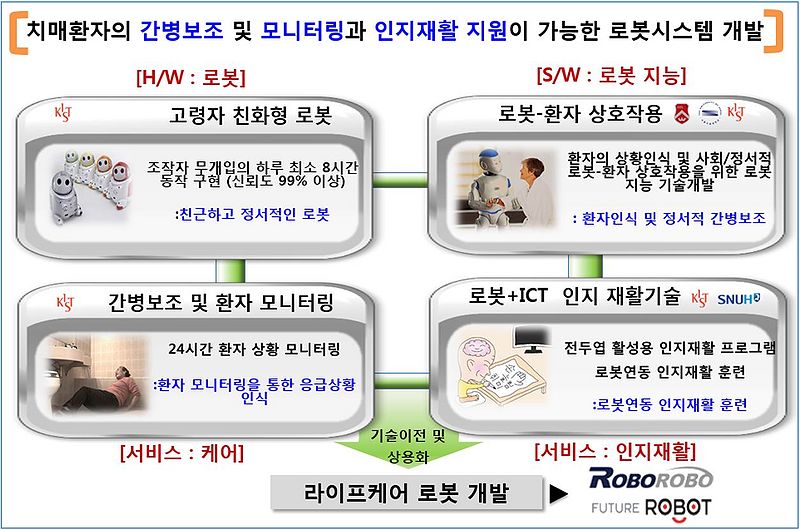 치매환자의 간병보조 및 모니터링과 인지재활 지원이 가능한 로봇시스템 개발
[H/W : 로봇]
[S/W : 로봇 지능]
KIST
고령자 친화형 로봇
조작자 무개입의 하루 최소 8시간
동작 구현 (신뢰도 99% 이상)
:친근하고 정서적인 로봇
로봇-환자 상호작용
KIST
환자의 상황인식 및 사회/정서적
로봇-환자 상호작용을 위한 로봇
지능 기술개발
: 환자인식 및 정서적 간병보조
KIST
간병보조 및 환자 모니터링
24시간 환자 상황 모니터링
:환자 모니터링을 통한 응급상황
인식
로봇+ICT 인지 재활기술
KIST
SNUH
전두엽 활성용 인지재활 프로그램
로봇연동 인지재활 훈련
:로봇연동 인지재활 훈련
[서비스 : 케어]
기술이전 및
상용화
[서비스 : 인지재활]
라이프케어 로봇 개발
ROBOROBO
FUTURE ROBOT